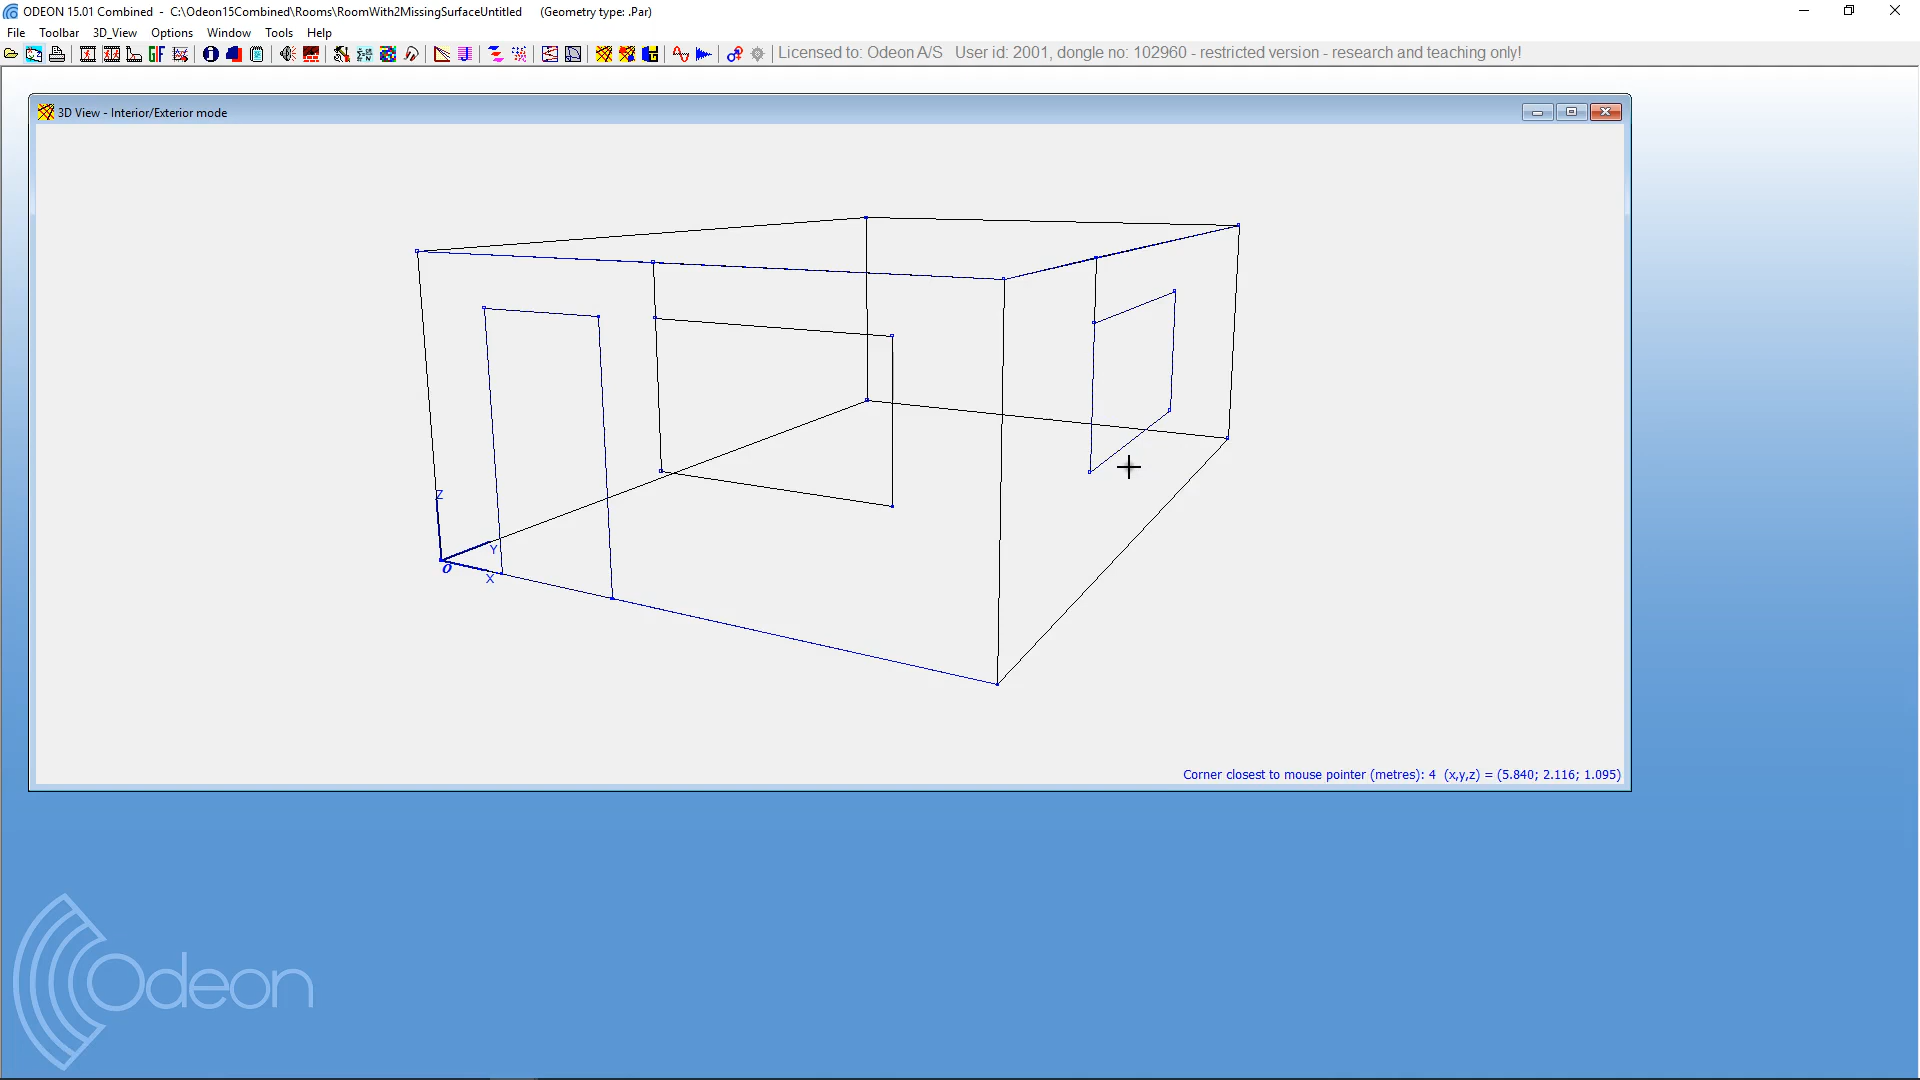 ODEON 15.01 Combined - C:\Odeon15Combined\Rooms\RoomWith2MissingSurfaceUntitled (Geometry type: .Par)
File Toolbar 3D_View Options Window Tools Help
GIF Licensed to: Odeon A/S User id: 2001, dongle no: 102960 - restricted version - research and teaching only!
3D View - Interior/Exterior mode
Z
Y
O
X
Corner closest to mouse pointer (metres): 4 (x,y,z) = (5.840; 2.116; 1.095)
Odeon